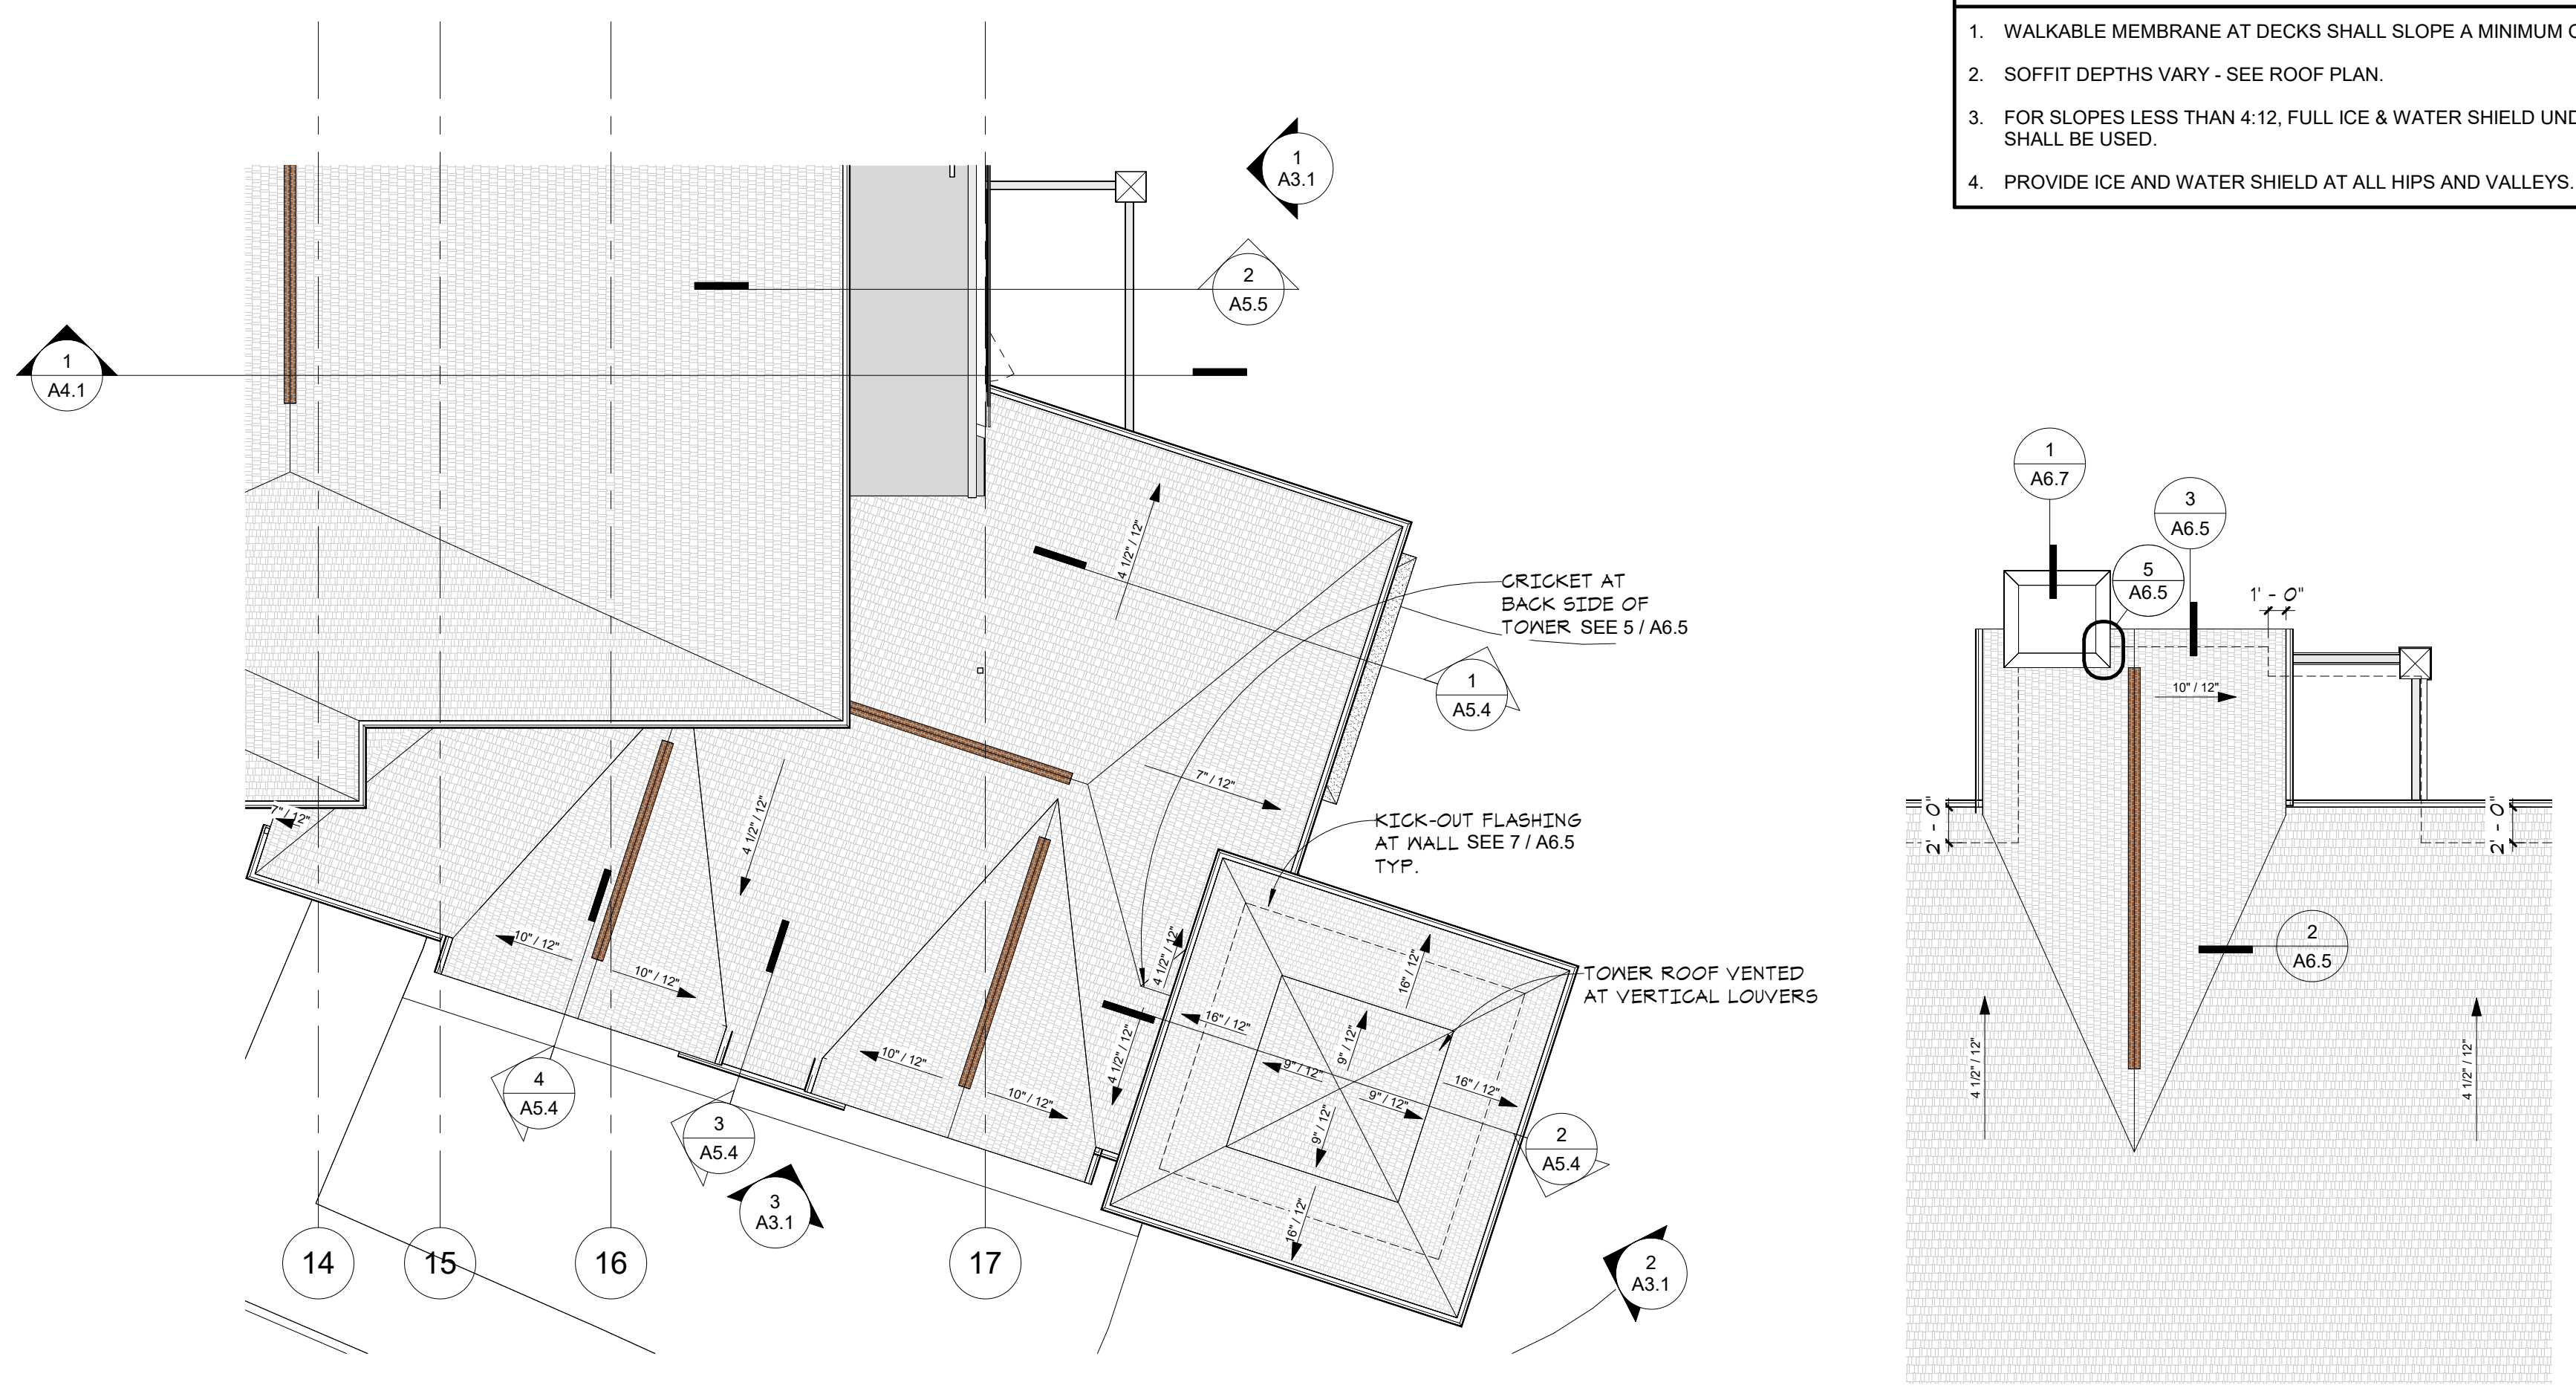 1. WALKABLE MEMBRANE AT DECKS SHALL SLOPE A MINIMUM
2. SOFFIT DEPTHS VARY - SEE ROOF PLAN.
3. FOR SLOPES LESS THAN 4:12, FULL ICE & WATER SHIELD
SHALL BE USED.
4. PROVIDE ICE AND WATER SHIELD AT ALL HIPS AND VALLEYS.
1
A3.1
2
A5.5
1
A4.1
4 1/2" / 12"
CRICKET AT
BACK SIDE OF
TOWER SEE 5 / A6.5
1
A5.4
7" / 12"
7" / 12"
4 1/2" / 12"
KICK-OUT FLASHING
AT WALL SEE 7 / A6.5
TYP.
10" / 12"
10" / 12"
4 1/2" / 12"
16" / 12"
TOWER ROOF VENTED
AT VERTICAL LOUVERS
16" / 12"
9" / 12"
10" / 12"
10" / 12"
4 1/2" / 12"
9" / 12"
9" / 12"
16" / 12"
9" / 12"
16" / 12"
4
A5.4
3
A5.4
2
A5.4
3
A3.1
2
A3.1
14
15
16
17
1
A6.7
3
A6.5
5
A6.5
1' - 0"
10" / 12"
2' - 0"
2' - 0"
2
A6.5
4 1/2" / 12"
4 1/2" / 12"